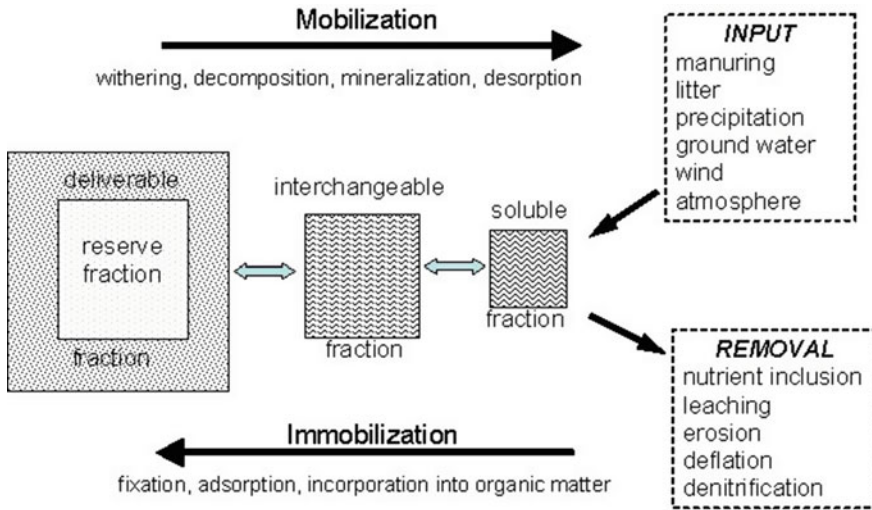 Mobilization
withering, decomposition, mineralization, desorption
INPUT
manuring
litter
precipitation
ground water
wind
atmosphere
deliverable
reserve
fraction
fraction
interchangeable
fraction
soluble
fraction
REMOVAL
nutrient inclusion
leaching
erosion
deflation
denitrification
Immobilization
fixation, adsorption, incorporation into organic matter